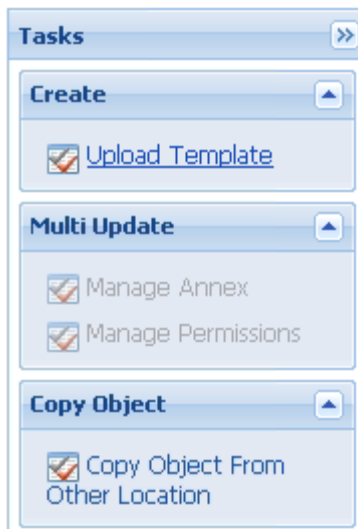 Tasks
Create
Upload Template
Multi Update
Manage Annex
Manage Permissions
Copy Object
Copy Object From
Other Location